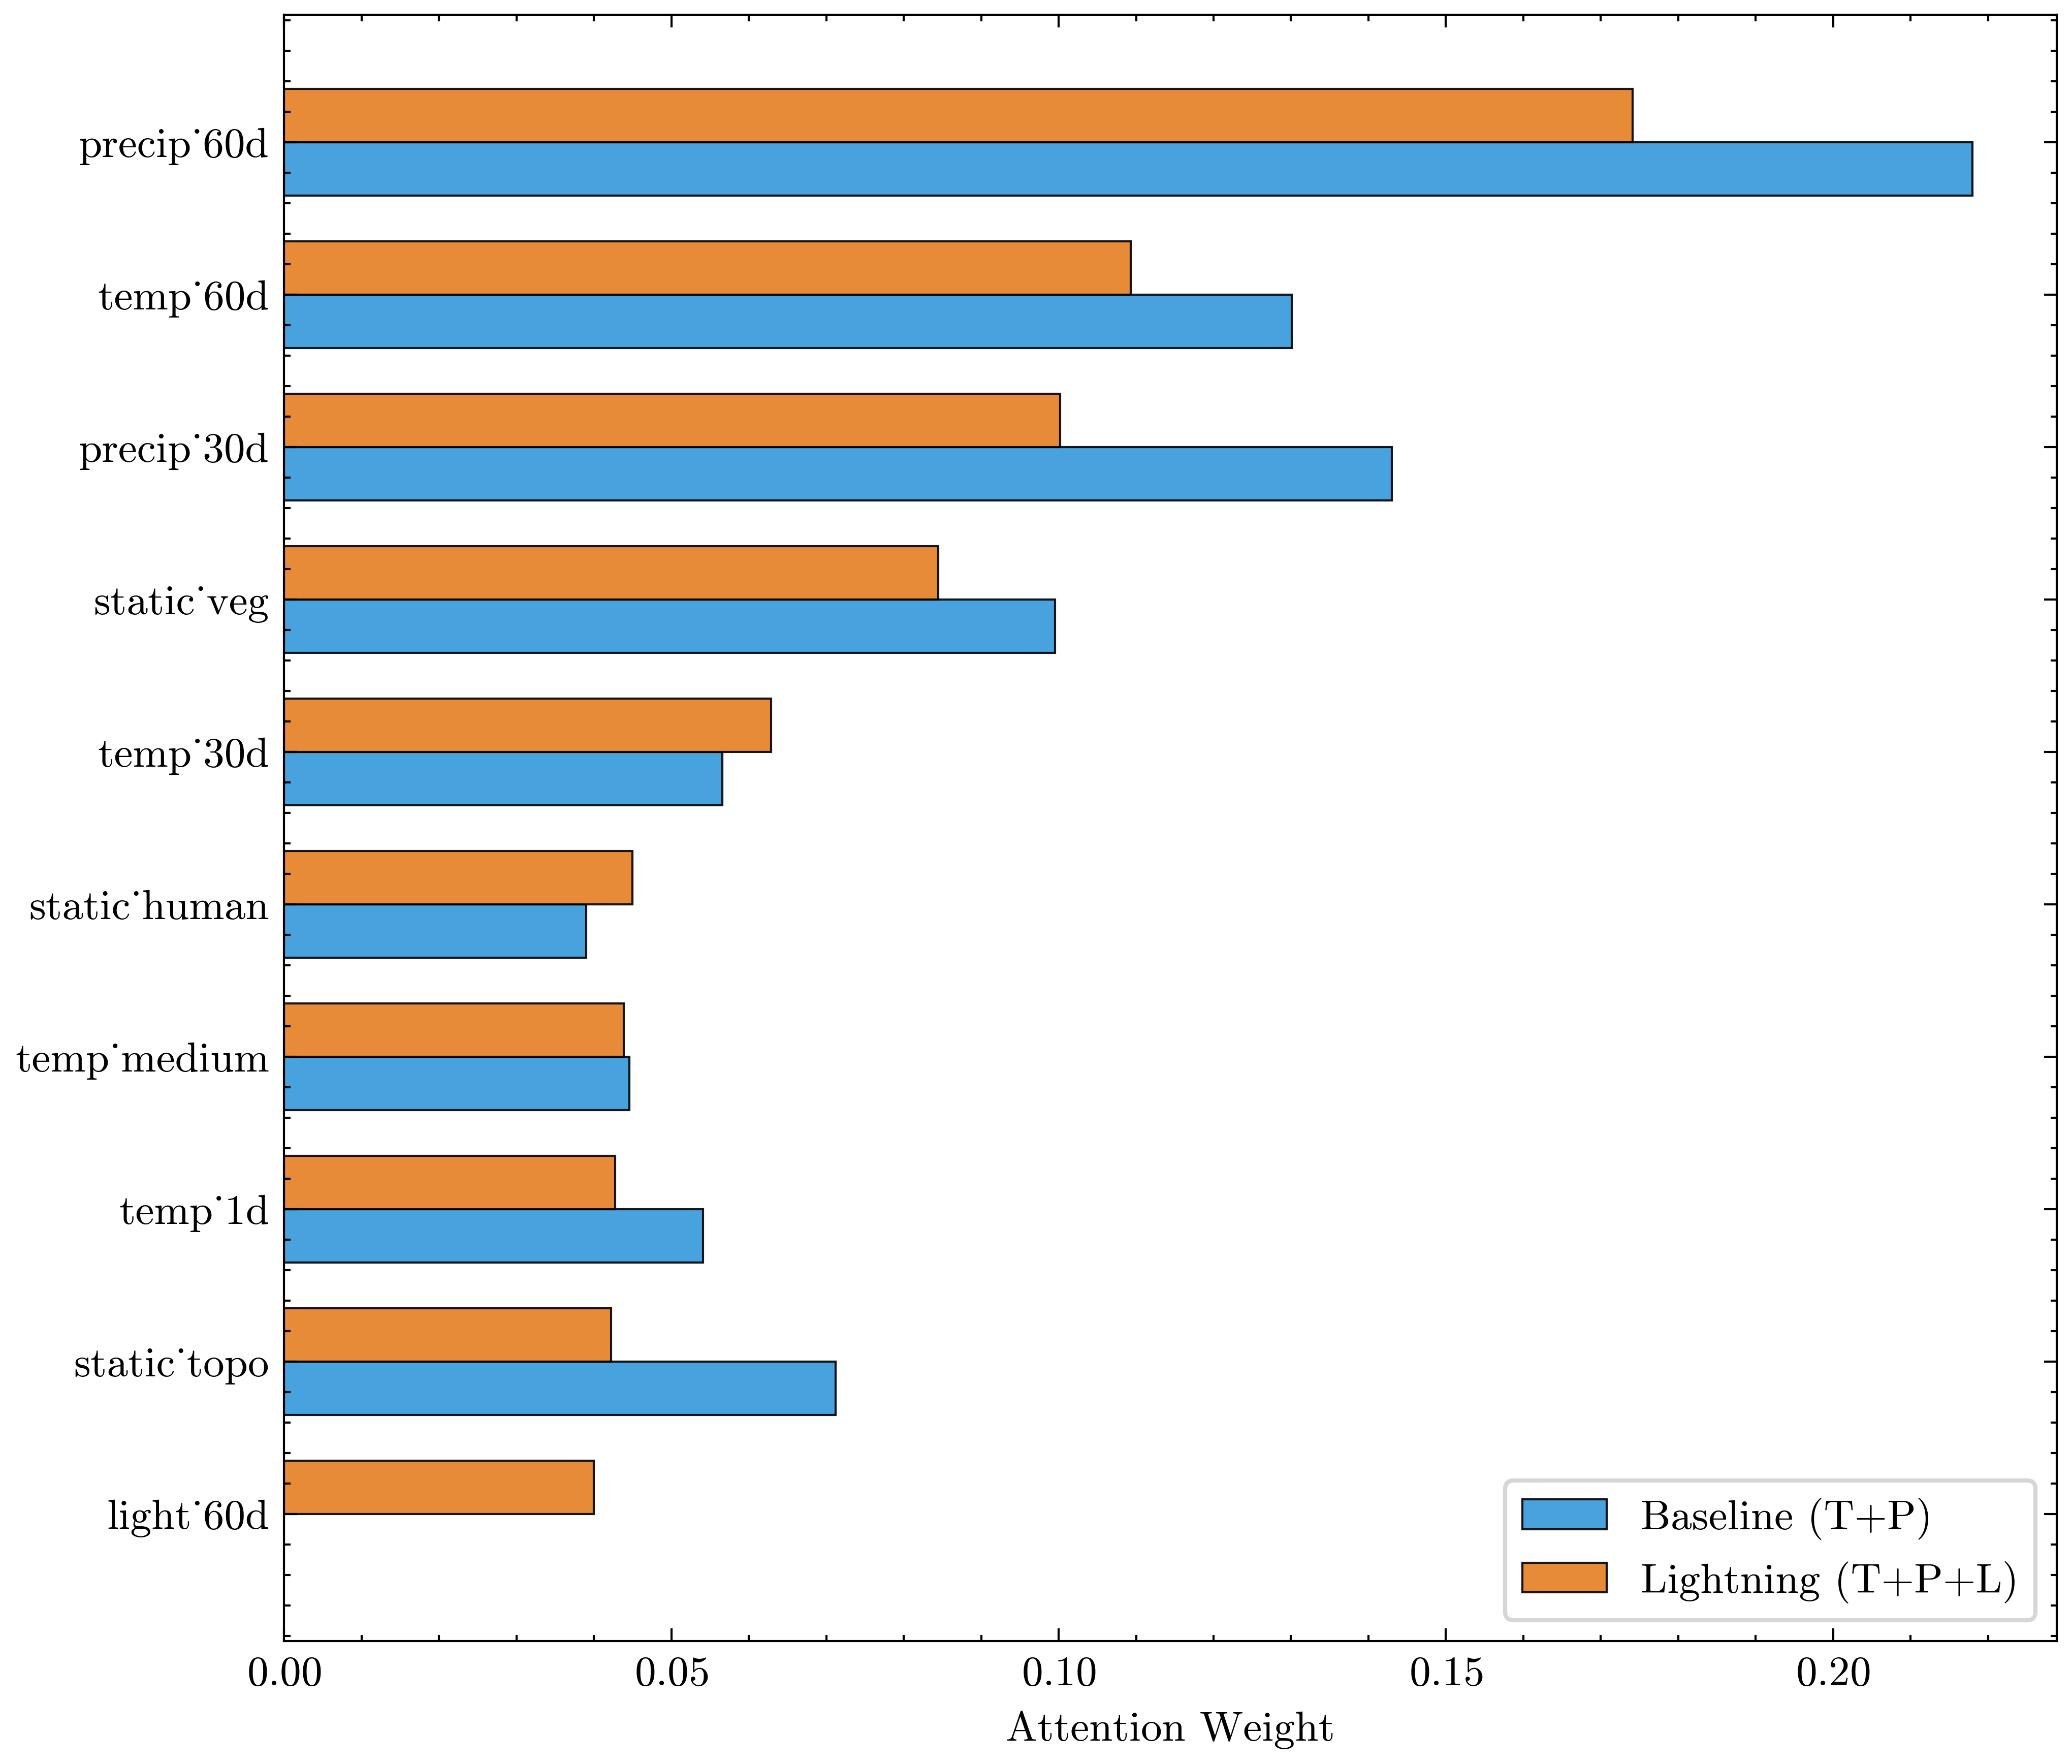 precip˙60d
temp˙60d
precip˙30d
static˙veg
temp˙30d
static˙human
temp˙medium
temp˙1d
static˙topo
light˙60d
Baseline (T+P)
Lightning (T+P+L)
0.00 0.05 0.10 0.15 0.20
Attention Weight